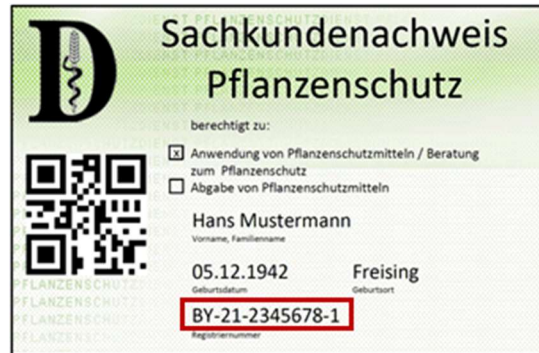 D
Sachkundenachweis
Pflanzenschutz
berechtigt zu:
x Anwendung von Pflanzenschutzmitteln / Beratung
zum Pflanzenschutz
Abgabe von Pflanzenschutzmitteln
Hans Mustermann
Vorname, Familienname
05.12.1942 Freising
Geburtsdatum Geburtsort
BY-21-2345678-1
Registriernummer